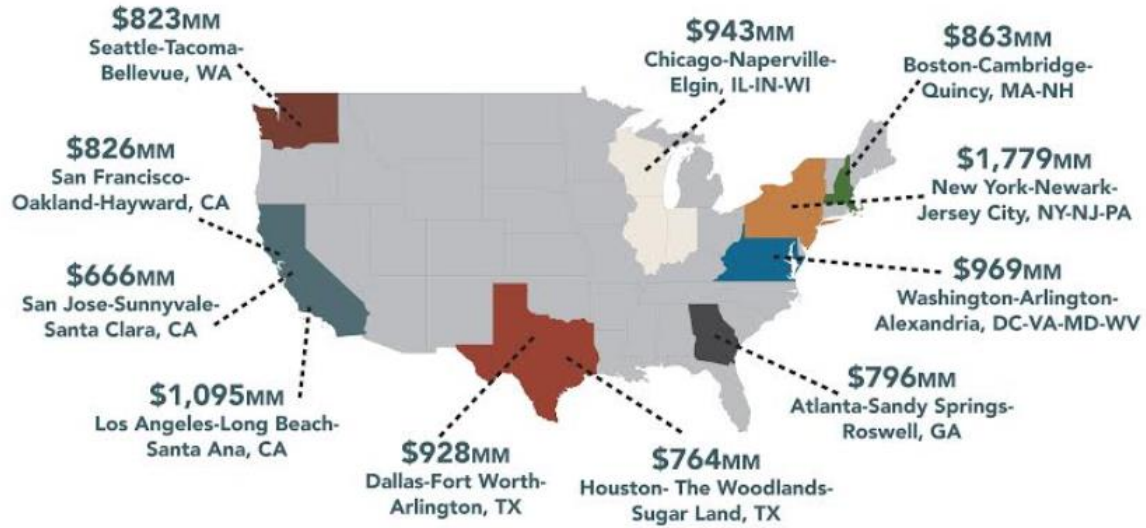 $823MM
Seattle-Tacoma-
Bellevue, WA
$943MM
Chicago-Naperville-
Elgin, IL-IN-WI
$863MM
Boston-Cambridge-
Quincy, MA-NH
$826MM
San Francisco-
Oakland-Hayward, CA
$1,779MM
New York-Newark-
Jersey City, NY-NJ-PA
$666MM
San Jose-Sunnyvale-
Santa Clara, CA
$969MM
Washington-Arlington-
Alexandria, DC-VA-MD-WV
$1,095MM
Los Angeles-Long Beach-
Santa Ana, CA
$796MM
Atlanta-Sandy Springs-
Roswell, GA
$928MM
Dallas-Fort Worth-
Arlington, TX
$764MM
Houston- The Woodlands-
Sugar Land, TX